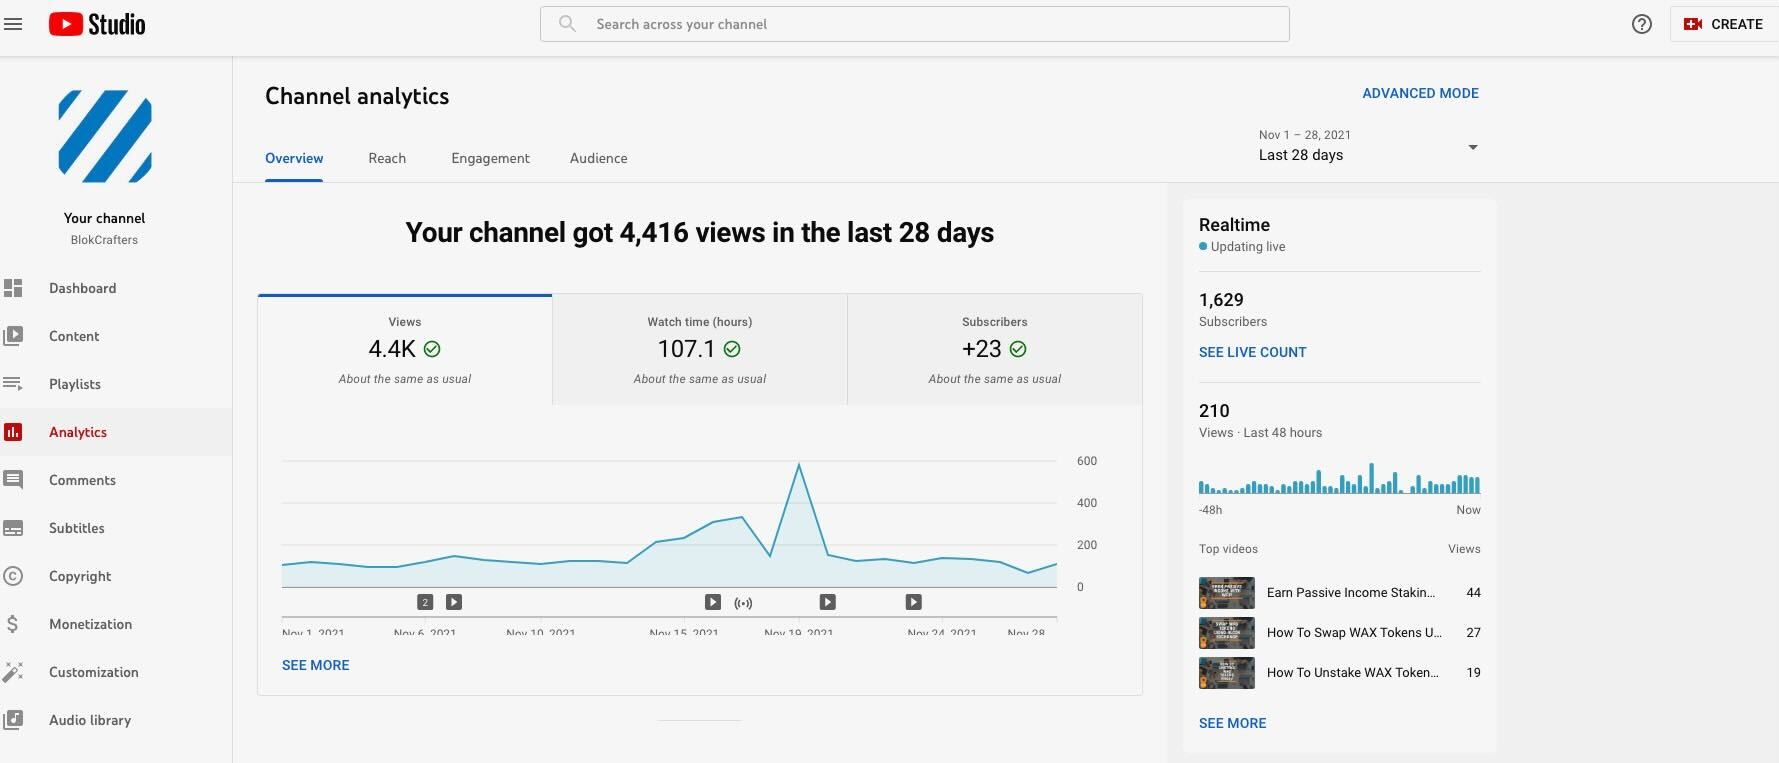 Studio
Search across your channel
CREATE
Channel analytics
ADVANCED MODE
Nov 1 – 28, 2021
Last 28 days
Overview
Reach
Engagement
Audience
Your channel
BlokCrafters
Dashboard
Content
Playlists
Analytics
Comments
Subtitles
Copyright
Monetization
Customization
Audio library
Your channel got 4,416 views in the last 28 days
Views
4.4K
About the same as usual
Watch time (hours)
107.1
About the same as usual
Subscribers
+23
About the same as usual
600
400
200
0
2
Nov 1, 2021
Nov 6, 2021
Nov 10, 2021
Nov 15, 2021
Nov 19, 2021
Nov 24, 2021
Nov 28…
SEE MORE
Realtime
Updating live
1,629
Subscribers
SEE LIVE COUNT
210
Views · Last 48 hours
-48h
Now
Top videos
Views
Earn Passive Income Stakin...
44
How To Swap WAX Tokens U...
27
How To Unstake WAX Token...
19
SEE MORE